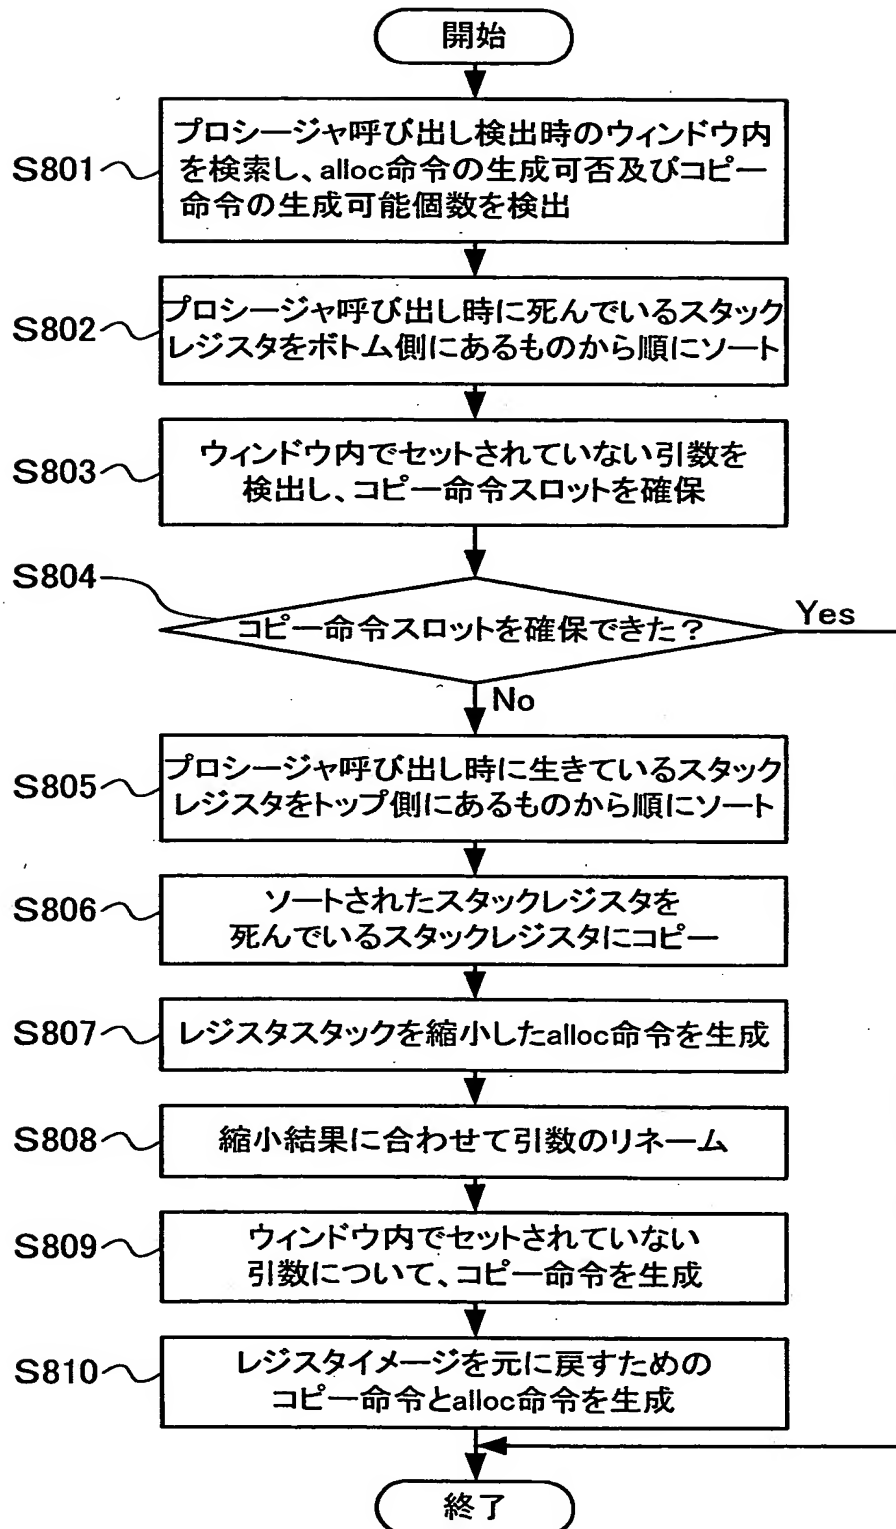 開始
S801
プロシージャ呼び出し検出時のウィンドウ内
を検索し、alloc命令の生成可否及びコピー
命令の生成可能個数を検出
S802
プロシージャ呼び出し時に死んでいるスタック
レジスタをボトム側にあるものから順にソート
S803
ウィンドウ内でセットされていない引数を
検出し、コピー命令スロットを確保
S804
コピー命令スロットを確保できた？
Yes
No
S805
プロシージャ呼び出し時に生きているスタック
レジスタをトップ側にあるものから順にソート
S806
ソートされたスタックレジスタを
死んでいるスタックレジスタにコピー
S807
レジスタスタックを縮小したalloc命令を生成
S808
縮小結果に合わせて引数のリネーム
S809
ウィンドウ内でセットされていない
引数について、コピー命令を生成
S810
レジスタイメージを元に戻すための
コピー命令とalloc命令を生成
終了